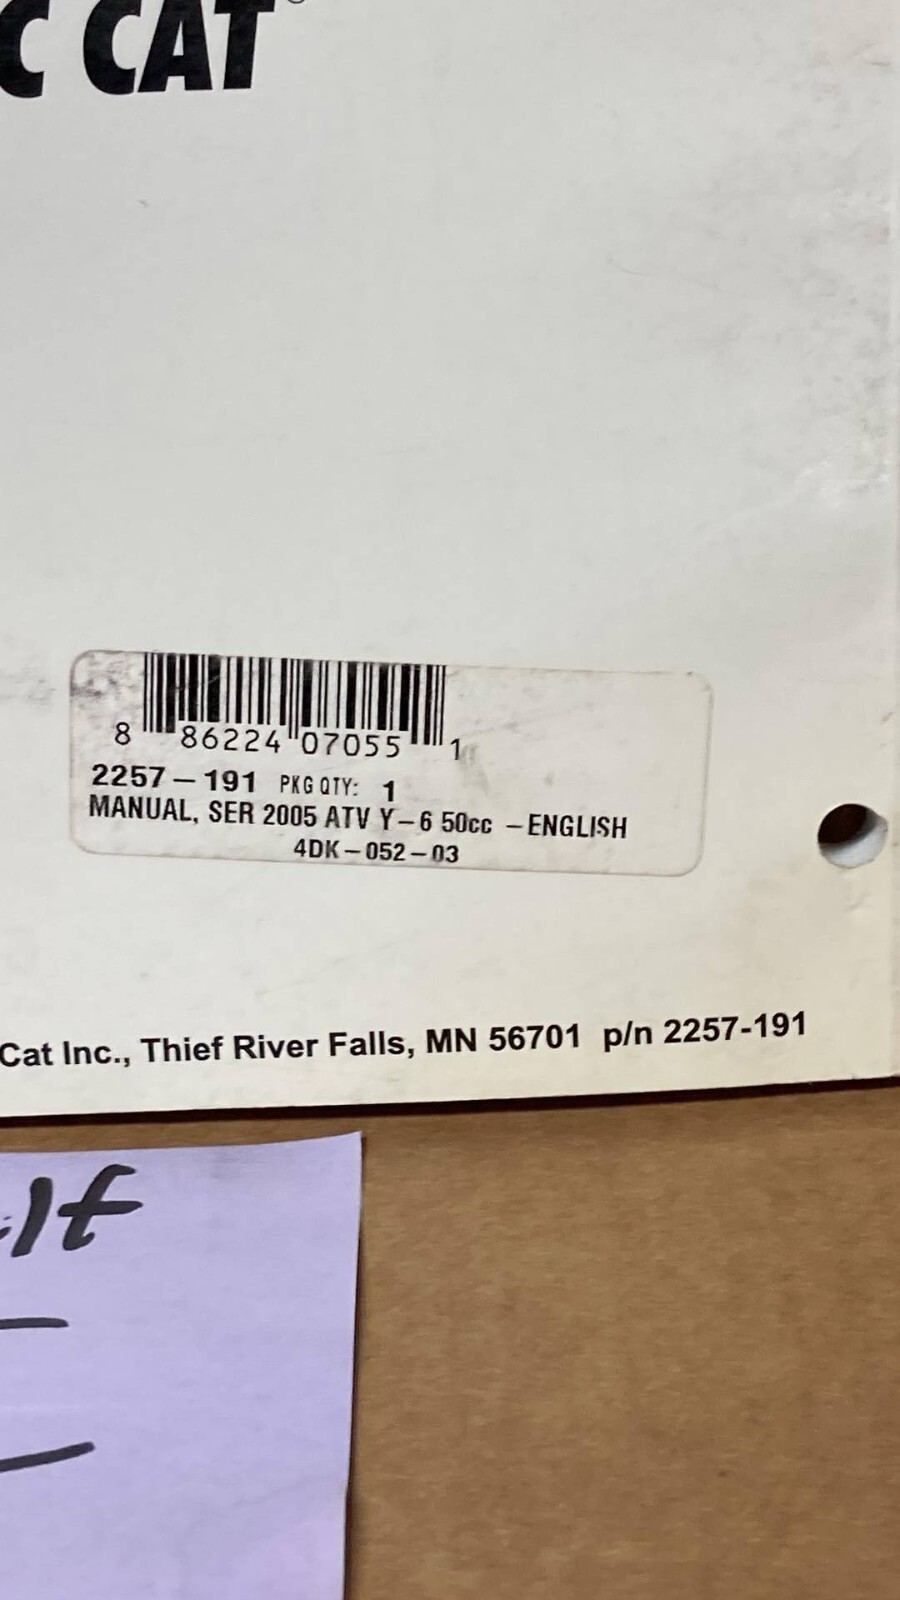 C CAT®
8 86224 07055 1
2257-191 PKG QTY: 1
MANUAL, SER 2005 ATV Y-6 50cc -ENGLISH
4DK-052-03
Cat Inc., Thief River Falls, MN 56701 p/n 2257-191